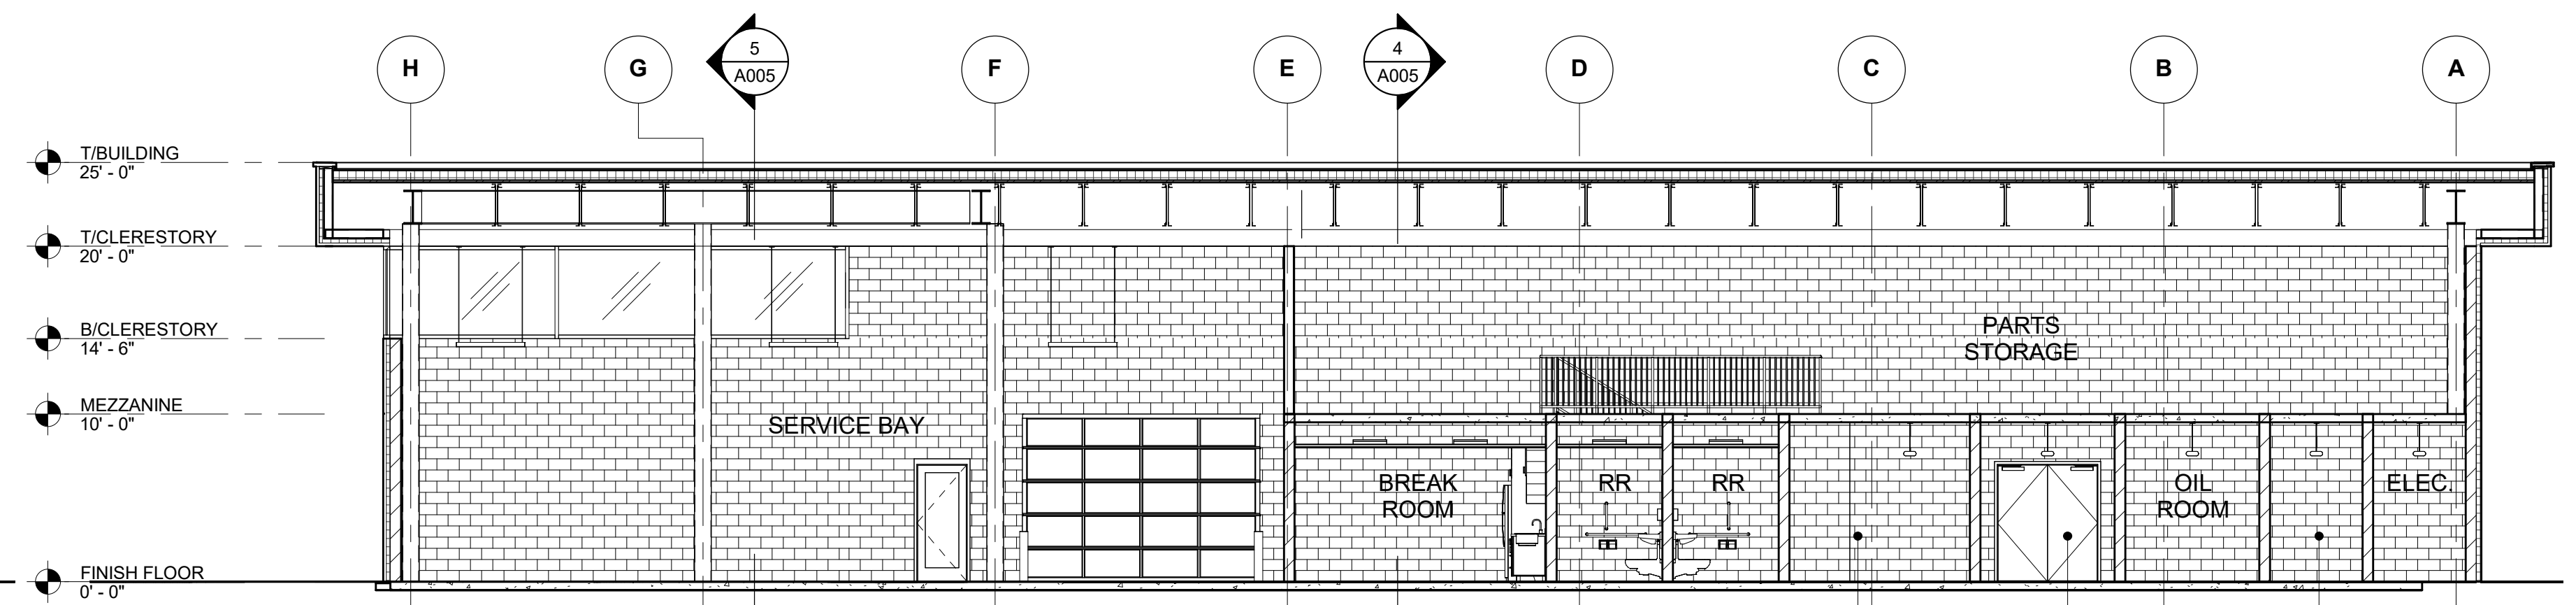 H
G
5
A005
F
E
4
A005
D
C
B
A
T/BUILDING
25' - 0"
T/CLERESTORY
20' - 0"
B/CLERESTORY
14' - 6"
MEZZANINE
10' - 0"
FINISH FLOOR
0' - 0"
PARTS
STORAGE
SERVICE BAY
BREAK
ROOM
RR
RR
OIL
ROOM
ELEC.